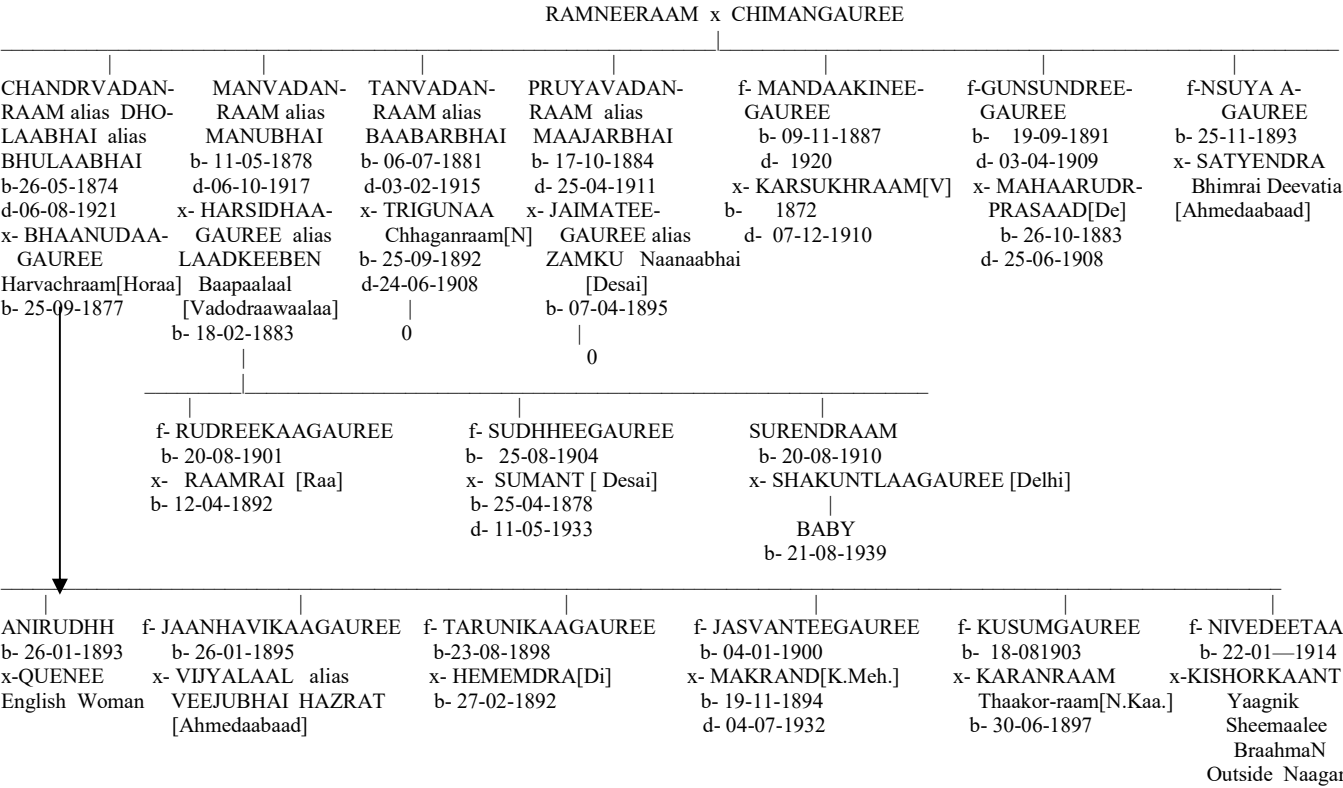 RAMNEERAAM x CHIMANGAUREE
CHANDRVADAN-
RAAM alias DHO-
LAABHAI alias
BHULAABHAI
b-26-05-1874
d-06-08-1921
x- BHAANUDAA-
GAUREE
Harvachraam[Horaa]
b- 25-09-1877
MANVADAN-
RAAM alias
MANUBHAI
b- 11-05-1878
d-06-10-1917
x- HARSIDHAA-
GAUREE alias
LAADKEEBEN
Baapaalaal
[Vadodraawaalaa]
b- 18-02-1883
TANVADAN-
RAAM alias
BAABARBHAI
b- 06-07-1881
d-03-02-1915
x- TRIGUNAA
Chhaganraam[N]
b- 25-09-1892
d-24-06-1908
0
PRUYAVADAN-
RAAM alias
MAAJARBHAI
b- 17-10-1884
d- 25-04-1911
x- JAIMATEE-
GAUREE alias
ZAMKU Naanaabhai
[Desai]
b- 07-04-1895
0
f- MANDAAKINEE-
GAUREE
b- 09-11-1887
d- 1920
x- KARSUKHRAAM[V]
b- 1872
d- 07-12-1910
f-GUNSUNDREE-
GAUREE
b- 19-09-1891
d- 03-04-1909
x- MAHAARUDR-
PRASAAD[De]
b- 26-10-1883
d- 25-06-1908
f-NSUYA A-
GAUREE
b- 25-11-1893
x- SATYENDRA
Bhimrai Deevatia
[Ahmedaabaad]
f- RUDREEKAAGAUREE
b- 20-08-1901
x- RAAMRAI [Raa]
b- 12-04-1892
f- SUDHHEEGAUREE
b- 25-08-1904
x- SUMANT [ Desai]
b- 25-04-1878
d- 11-05-1933
SURENDRAAM
b- 20-08-1910
x- SHAKUNTLAAGAUREE [Delhi]
BABY
b- 21-08-1939
ANIRUDHH
b- 26-01-1893
x-QUENEE
English Woman
f- JAANHAVIKAAGAUREE
b- 26-01-1895
x- VIJYALAAL alias
VEEJUBHAI HAZRAT
[Ahmedaabaad]
f- TARUNIKAAGAUREE
b-23-08-1898
x- HEMEMDRA[Di]
b- 27-02-1892
f- JASVANTEEGAUREE
b- 04-01-1900
x- MAKRAND[K.Meh.]
b- 19-11-1894
d- 04-07-1932
f- KUSUMGAUREE
b- 18-081903
x- KARANRAAM
Thaakor-raam[N.Kaa.]
b- 30-06-1897
f- NIVEDEETAA
b- 22-01—1914
x-KISHORKAANT
Yaagnik
Sheemaalee
BraahmaN
Outside Naagar